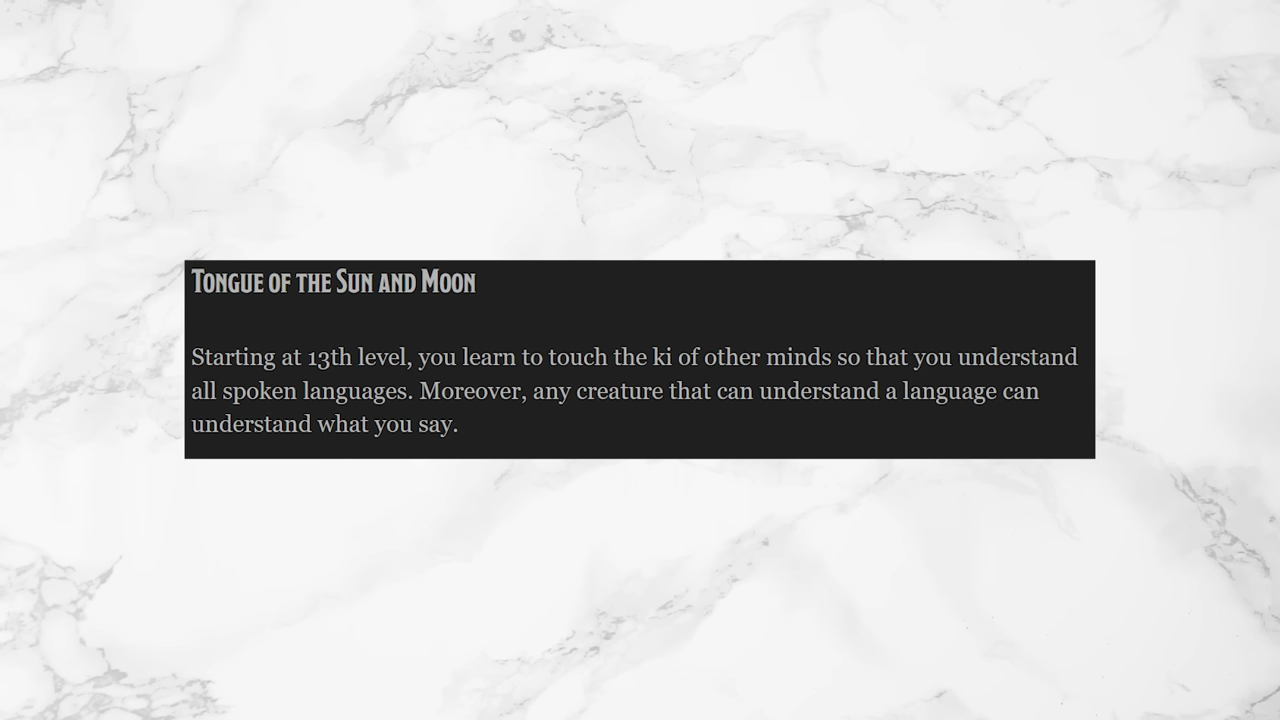 Tongue of the Sun and Moon
Starting at 13th level, you learn to touch the ki of other minds so that you understand
all spoken languages. Moreover, any creature that can understand a language can
understand what you say.